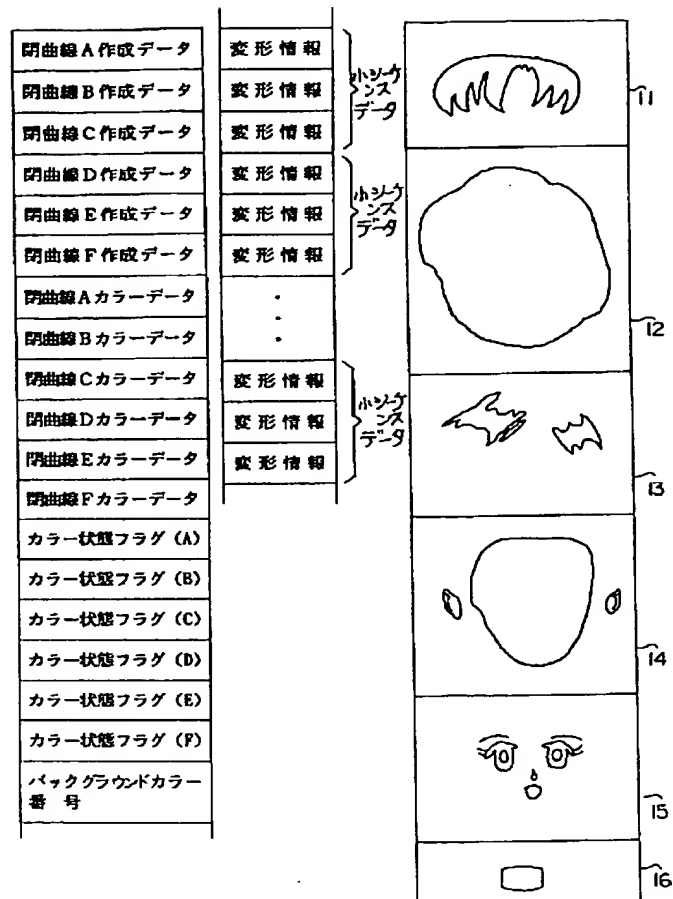 閉曲線A作成データ
閉曲線B作成データ
閉曲線C作成データ
閉曲線D作成データ
閉曲線E作成データ
閉曲線F作成データ
閉曲線Aカラーデータ
閉曲線Bカラーデータ
閉曲線Cカラーデータ
閉曲線Dカラーデータ
閉曲線Eカラーデータ
閉曲線Fカラーデータ
カラー状態フラグ(A)
カラー状態フラグ(B)
カラー状態フラグ(C)
カラー状態フラグ(D)
カラー状態フラグ(E)
カラー状態フラグ(F)
バックグラウンドカラー
番号
変形情報
変形情報
変形情報
変形情報
変形情報
変形情報
変形情報
変形情報
変形情報
小シーケ
ンス
データ
小シーケ
ンス
データ
小シーケ
ンス
データ
11
12
13
14
15
16